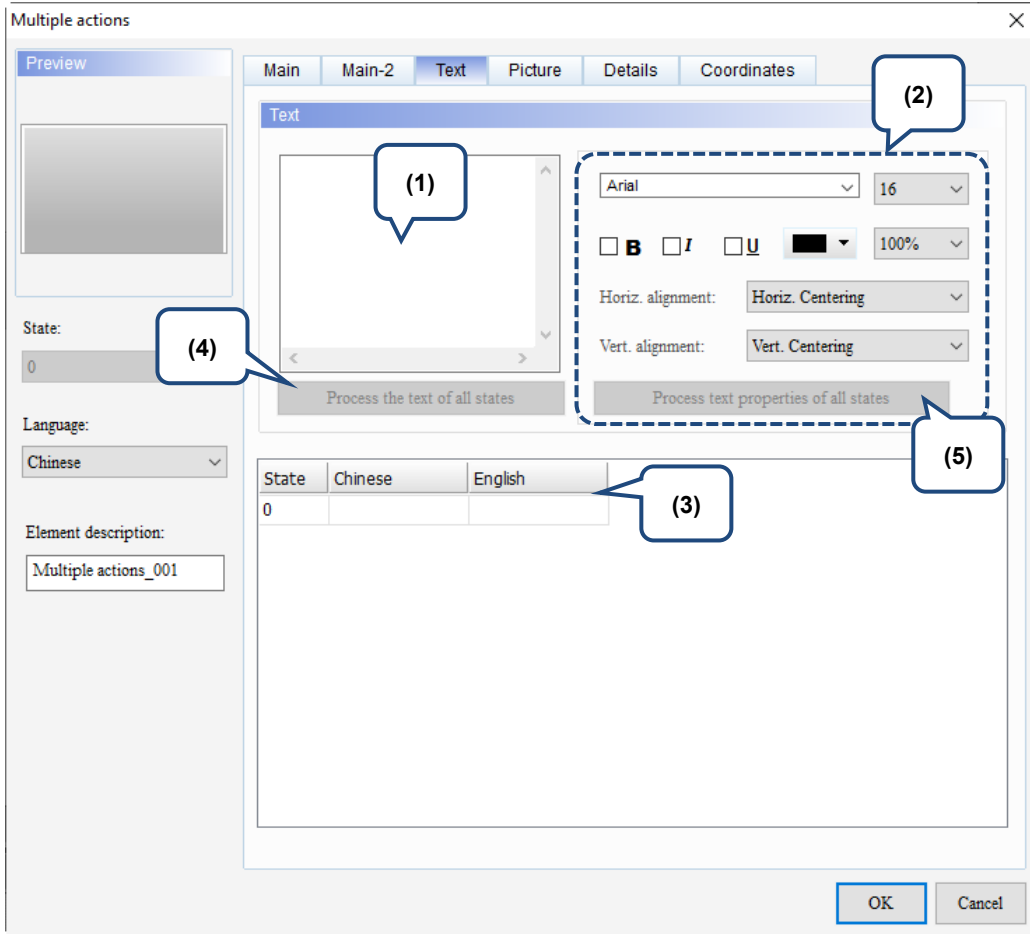 Multiple actions
Preview
Main Main-2 Text Picture Details Coordinates
(2)
Text
(1)
Arial 16
B I U 100%
Horiz. alignment: Horiz. Centering
State:
Vert. alignment: Vert. Centering
(4)
0
Process the text of all states Process text properties of all states
Language:
(5)
Chinese
State Chinese English
(3)
0
Element description:
Multiple actions_001
OK Cancel